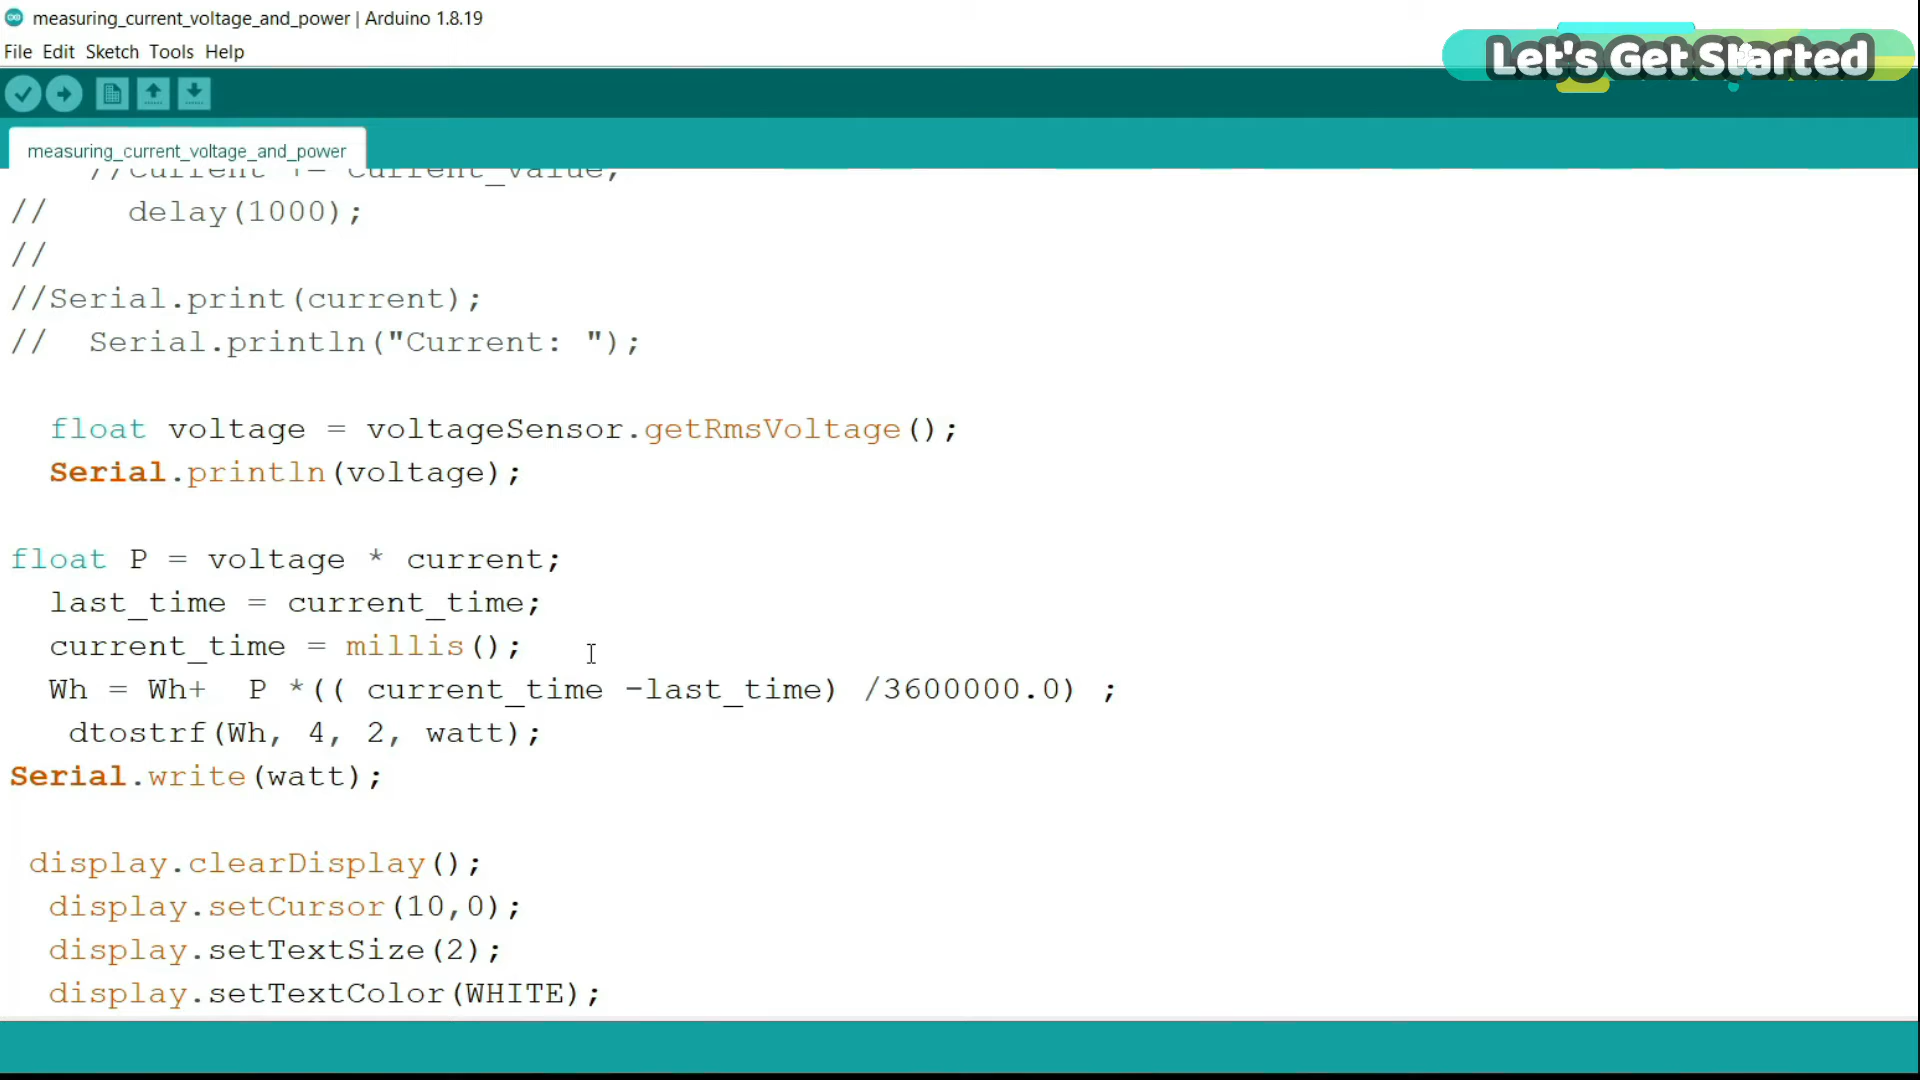 measuring_current_voltage_and_power | Arduino 1.8.19
File Edit Sketch Tools Help
Let's Get Started
measuring_current_voltage_and_power
//Current += current_value;
//    delay(1000);
//
//Serial.print(current);
//  Serial.println("Current: ");
float voltage = voltageSensor.getRmsVoltage();
Serial.println(voltage);
float P = voltage * current;
last_time = current_time;
current_time = millis();
Wh = Wh+  P *(( current_time -last_time) /3600000.0) ;
dtostrf(Wh, 4, 2, watt);
Serial.write(watt);
display.clearDisplay();
display.setCursor(10,0);
display.setTextSize(2);
display.setTextColor(WHITE);